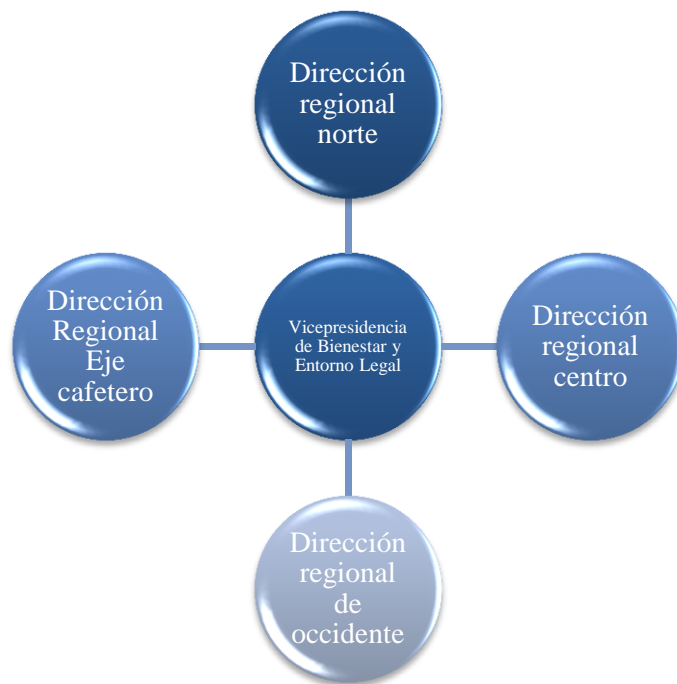 Dirección
regional
norte
Dirección
Regional
Eje
cafetero
Vicepresidencia
de Bienestar y
Entorno Legal
Dirección
regional
centro
Dirección
regional
de
occidente